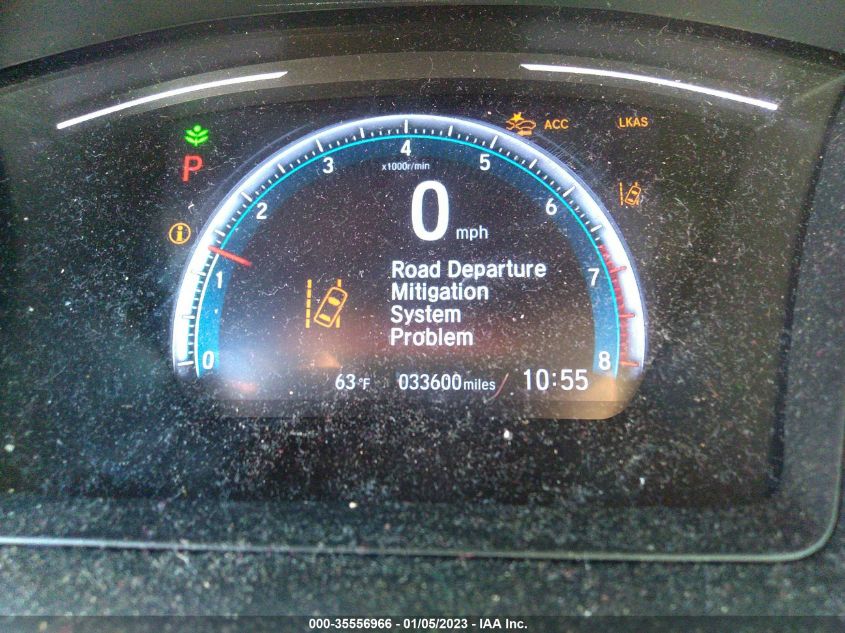 ACC
LKAS
P
0 1 2 3 4 5 6 7 8
x1000r/min
0 mph
Road Departure
Mitigation
System
Problem
63°F 033600miles 10:55
000-35556966 - 01/05/2023 - IAA Inc.